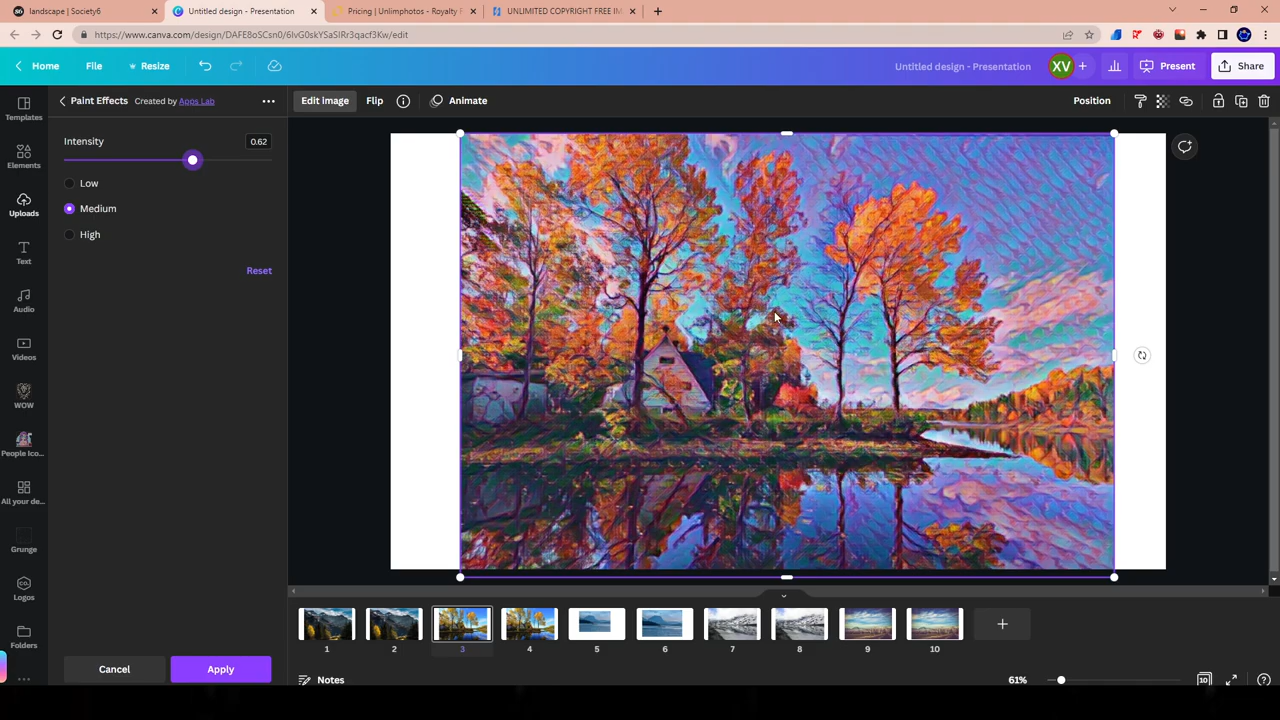 landscape | Society6
Untitled design - Presentation
Pricing | Unlimphotos - Royalty F
UNLIMITED COPYRIGHT FREE IM
https://www.canva.com/design/DAFE8oSCsn0/6IvG0skYSaSIRr3qacf3Kw/edit
Home
File
Resize
Untitled design - Presentation
XV
Present
Share
Templates
Elements
Uploads
Text
Audio
Videos
WOW
People Ico...
All your de...
Grunge
Logos
Folders
Paint Effects Created by Apps Lab
Intensity 0.62
Low
Medium
High
Reset
Cancel
Apply
Edit image
Flip
Animate
Position
1
2
3
4
5
6
7
8
9
10
Notes
61%
10